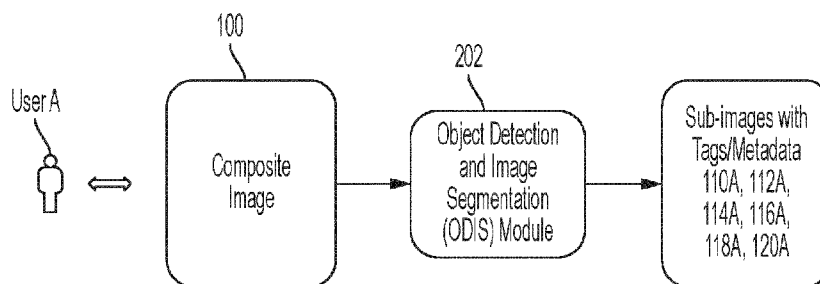 100
202
User A
Composite
Image
Object Detection
and Image
Segmentation
(ODIS) Module
Sub-images with
Tags/Metadata
110A, 112A,
114A, 116A,
118A, 120A